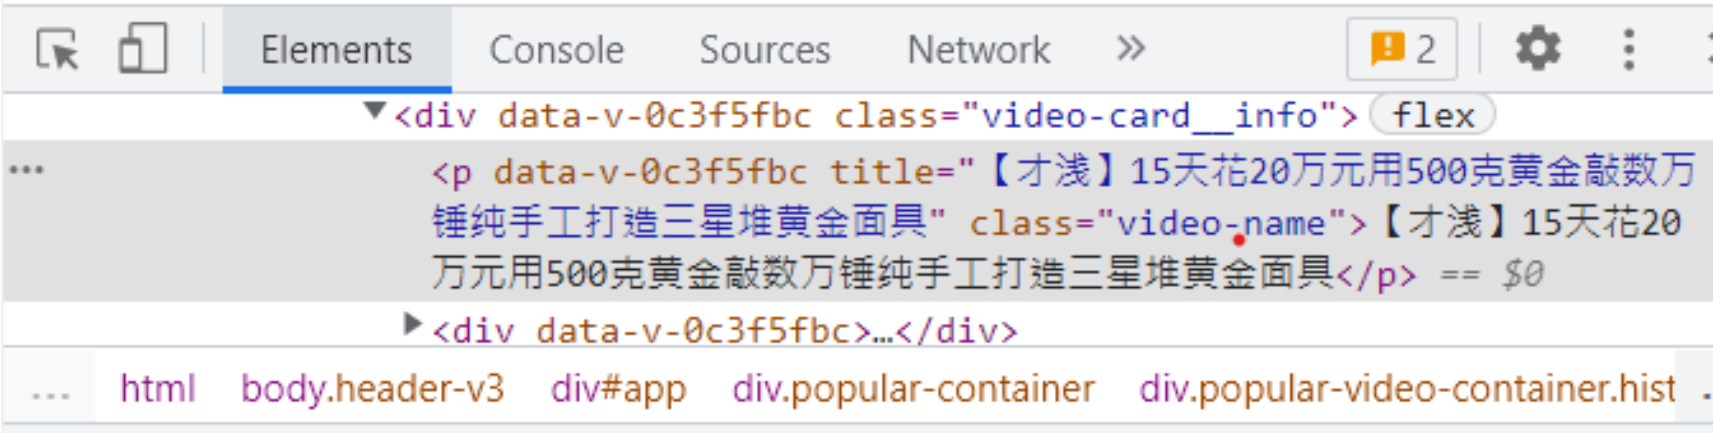 Elements Console Sources Network 2
<div data-v-0c3f5fbc class="video-card__info"> flex
<p data-v-0c3f5fbc title="【才浅】15天花20万元用500克黄金敲数万
锤纯手工打造三星堆黄金面具" class="video-name">【才浅】15天花20
万元用500克黄金敲数万锤纯手工打造三星堆黄金面具</p> == $0
<div data-v-0c3f5fbc>…</div>
... html body.header-v3 div#app div.popular-container div.popular-video-container.hist